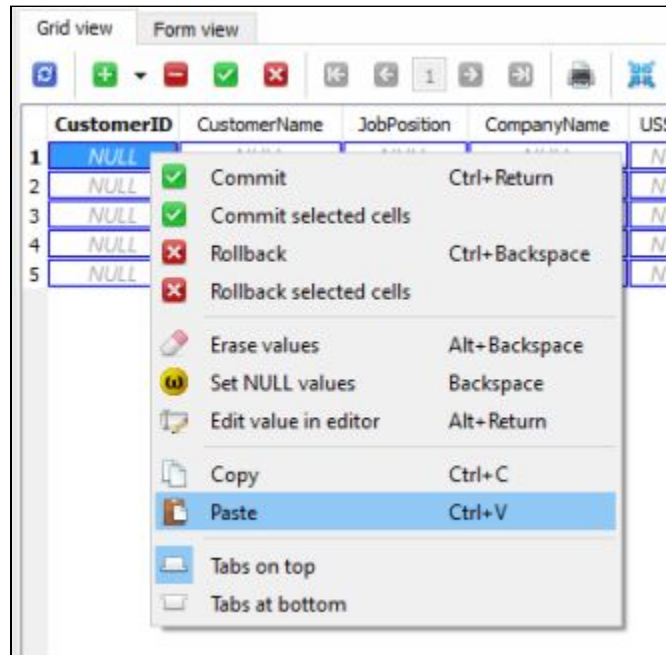 Grid view Form view
1
CustomerID CustomerName JobPosition CompanyName USS
1 NULL
2 NULL
3 NULL
4 NULL
5 NULL
Commit Ctrl+Return
Commit selected cells
Rollback Ctrl+Backspace
Rollback selected cells
Erase values Alt+Backspace
Set NULL values Backspace
Edit value in editor Alt+Return
Copy Ctrl+C
Paste Ctrl+V
Tabs on top
Tabs at bottom